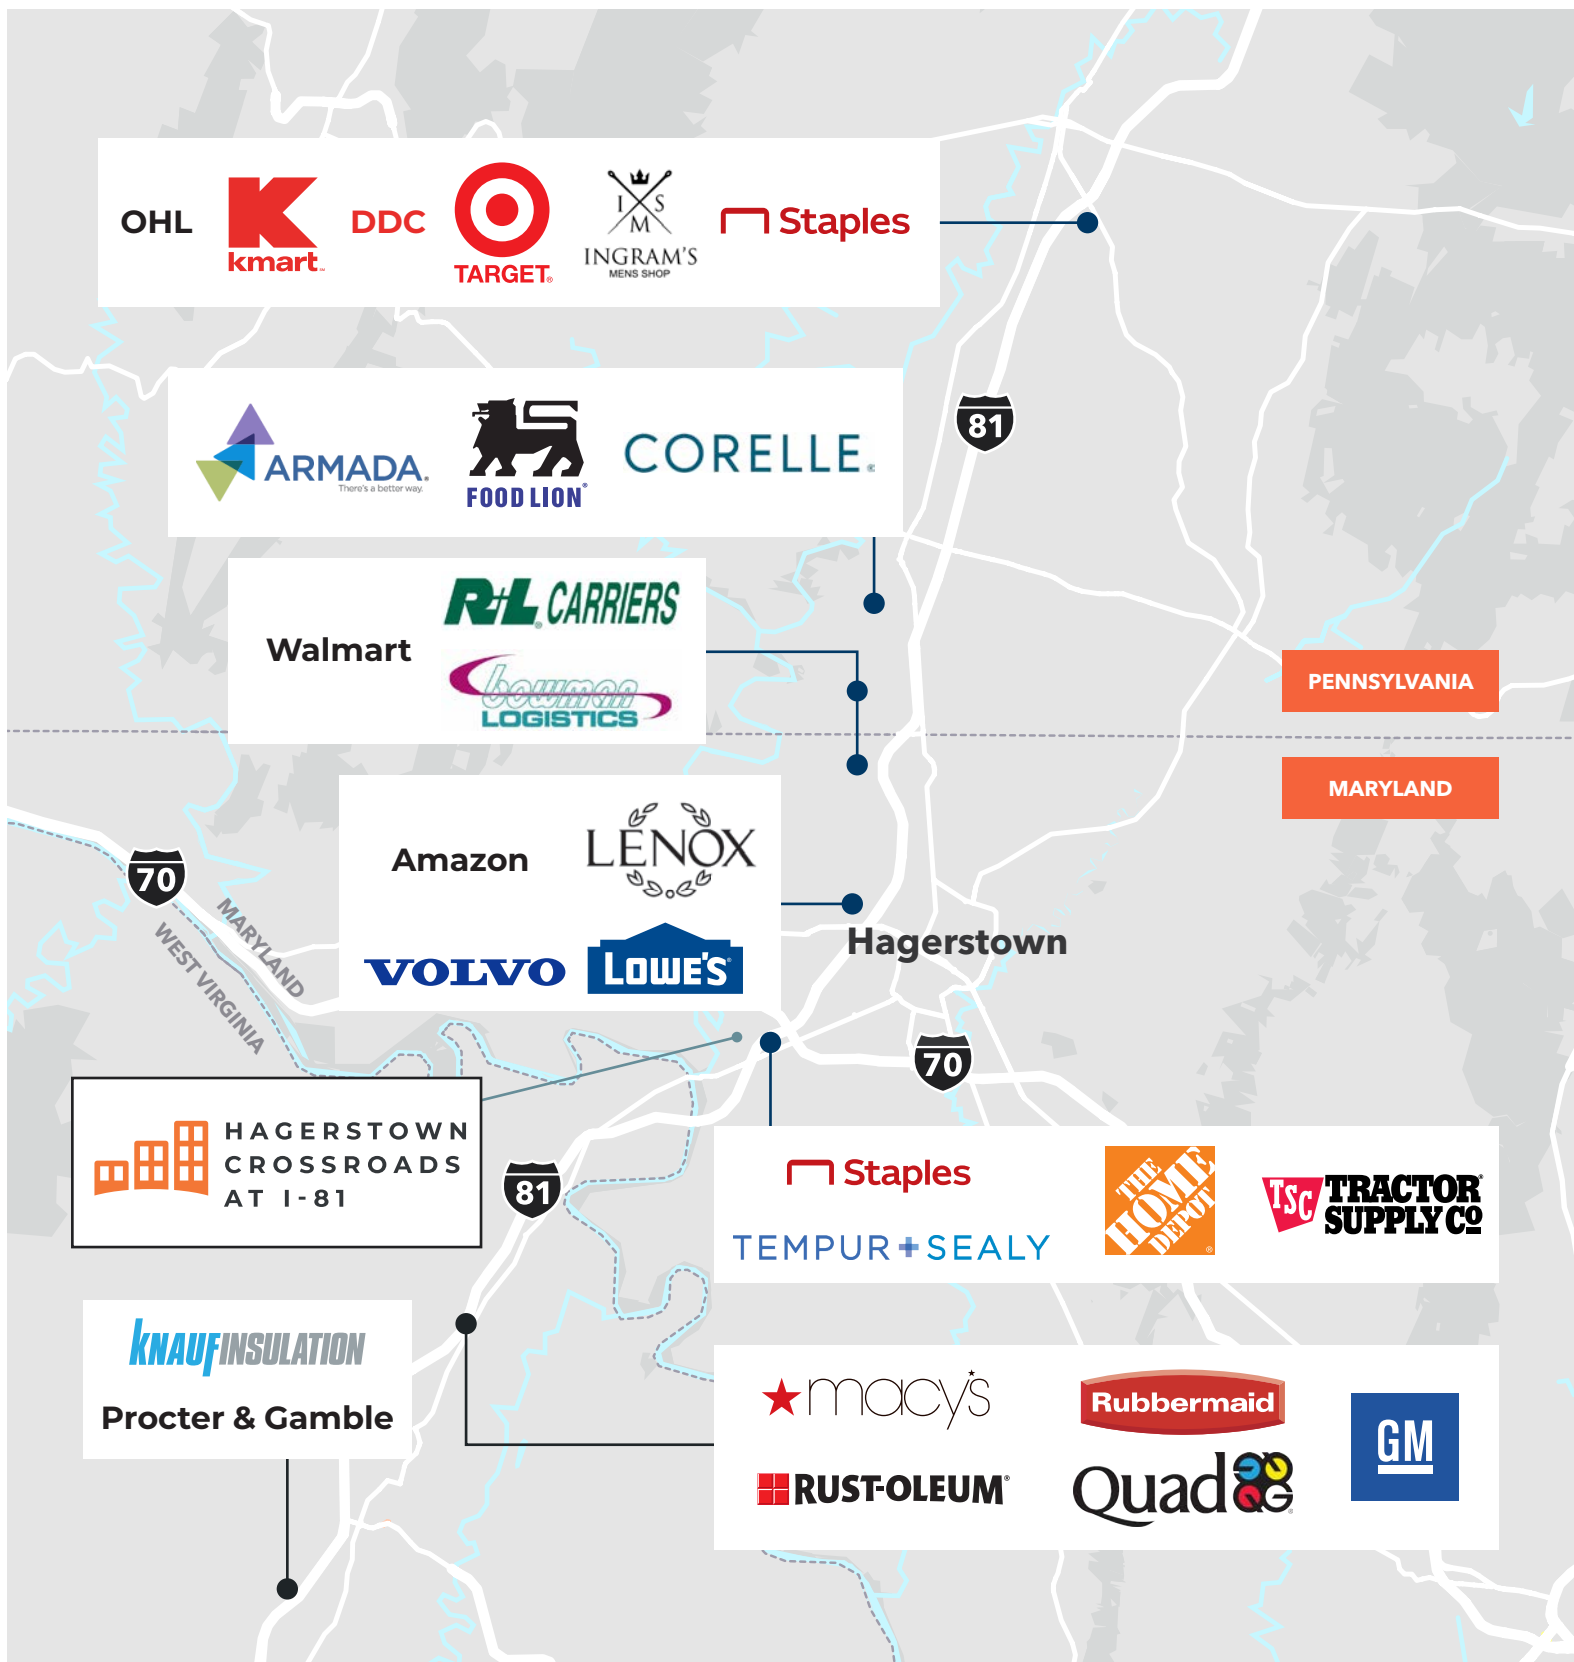 OHL
kmart
DDC
TARGET
I S
M
INGRAM'S
MENS SHOP
Staples
81
ARMADA
There's a better way.
FOOD LION
CORELLE
Walmart
R+L CARRIERS
bowman
LOGISTICS
PENNSYLVANIA
MARYLAND
Amazon
LENOX
VOLVO
LOWE'S
70
MARYLAND
WEST VIRGINIA
Hagerstown
70
HAGERSTOWN
CROSSROADS
AT I-81
81
Staples
TEMPUR + SEALY
THE
HOME
DEPOT
TSC TRACTOR
SUPPLY CO
KNAUFINSULATION
Procter & Gamble
macy's
Rubbermaid
GM
RUST-OLEUM
Quad